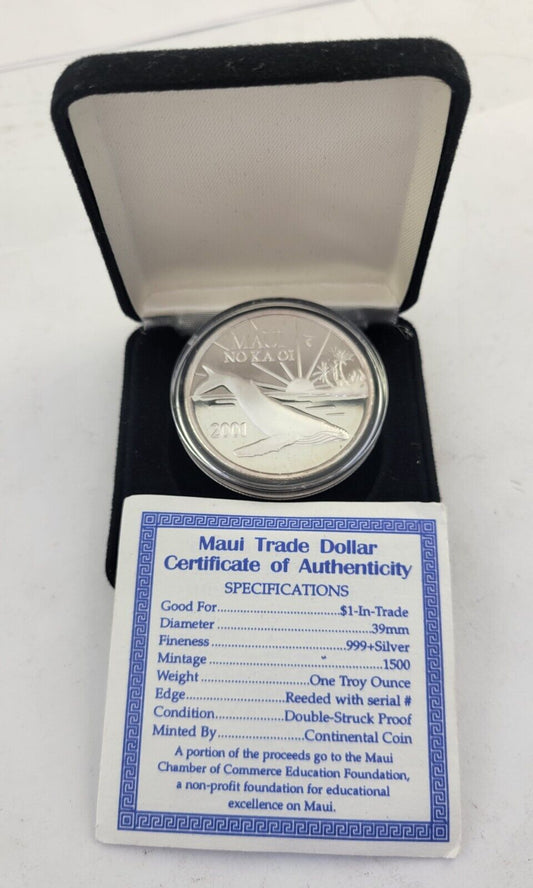 MAUI
NO KA OI
2001
Maui Trade Dollar
Certificate of Authenticity
SPECIFICATIONS
Good For..............................$1-In-Trade
Diameter ......................................39mm
Fineness .................................999+Silver
Mintage ..........................................1500
Weight ...........................One Troy Ounce
Edge.........................Reeded with serial #
Condition.................Double-Struck Proof
Minted By .....................Continental Coin
A portion of the proceeds go to the Maui
Chamber of Commerce Education Foundation,
a non-profit foundation for educational
excellence on Maui.